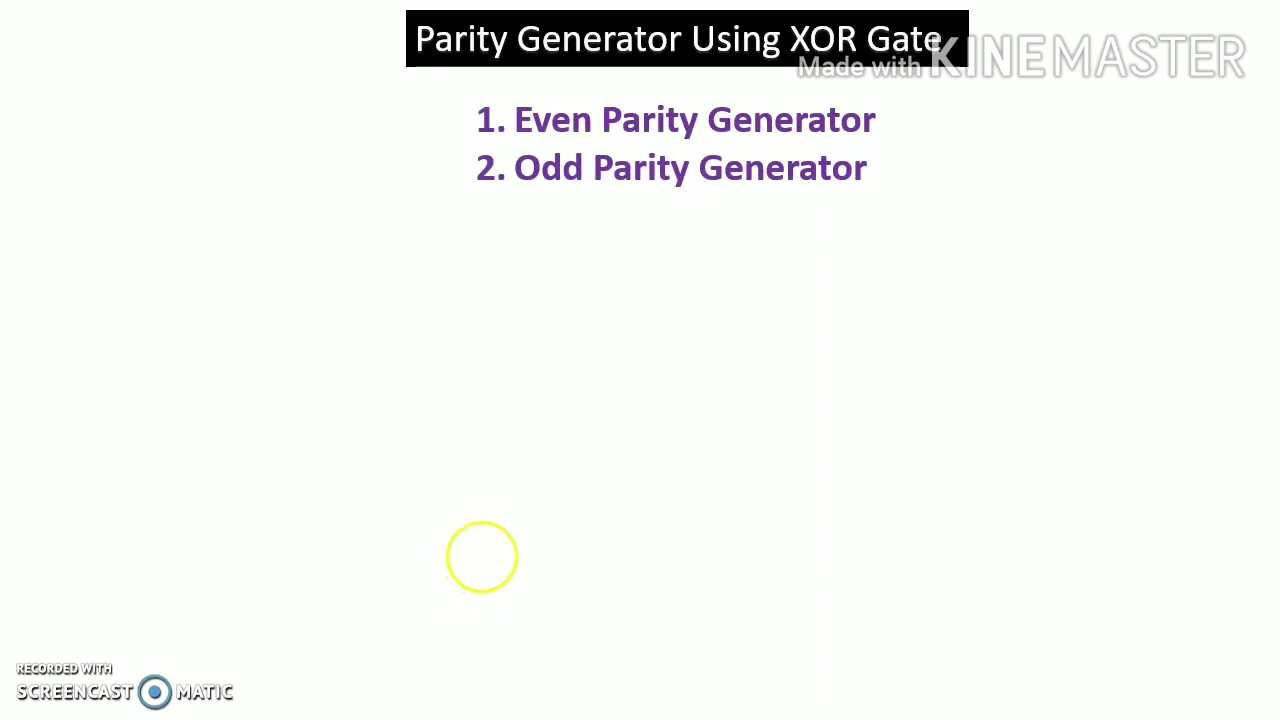 Parity Generator Using XOR Gate
Made with KINEMASTER
1. Even Parity Generator
2. Odd Parity Generator
RECORDED WITH
SCREENCAST MATIC